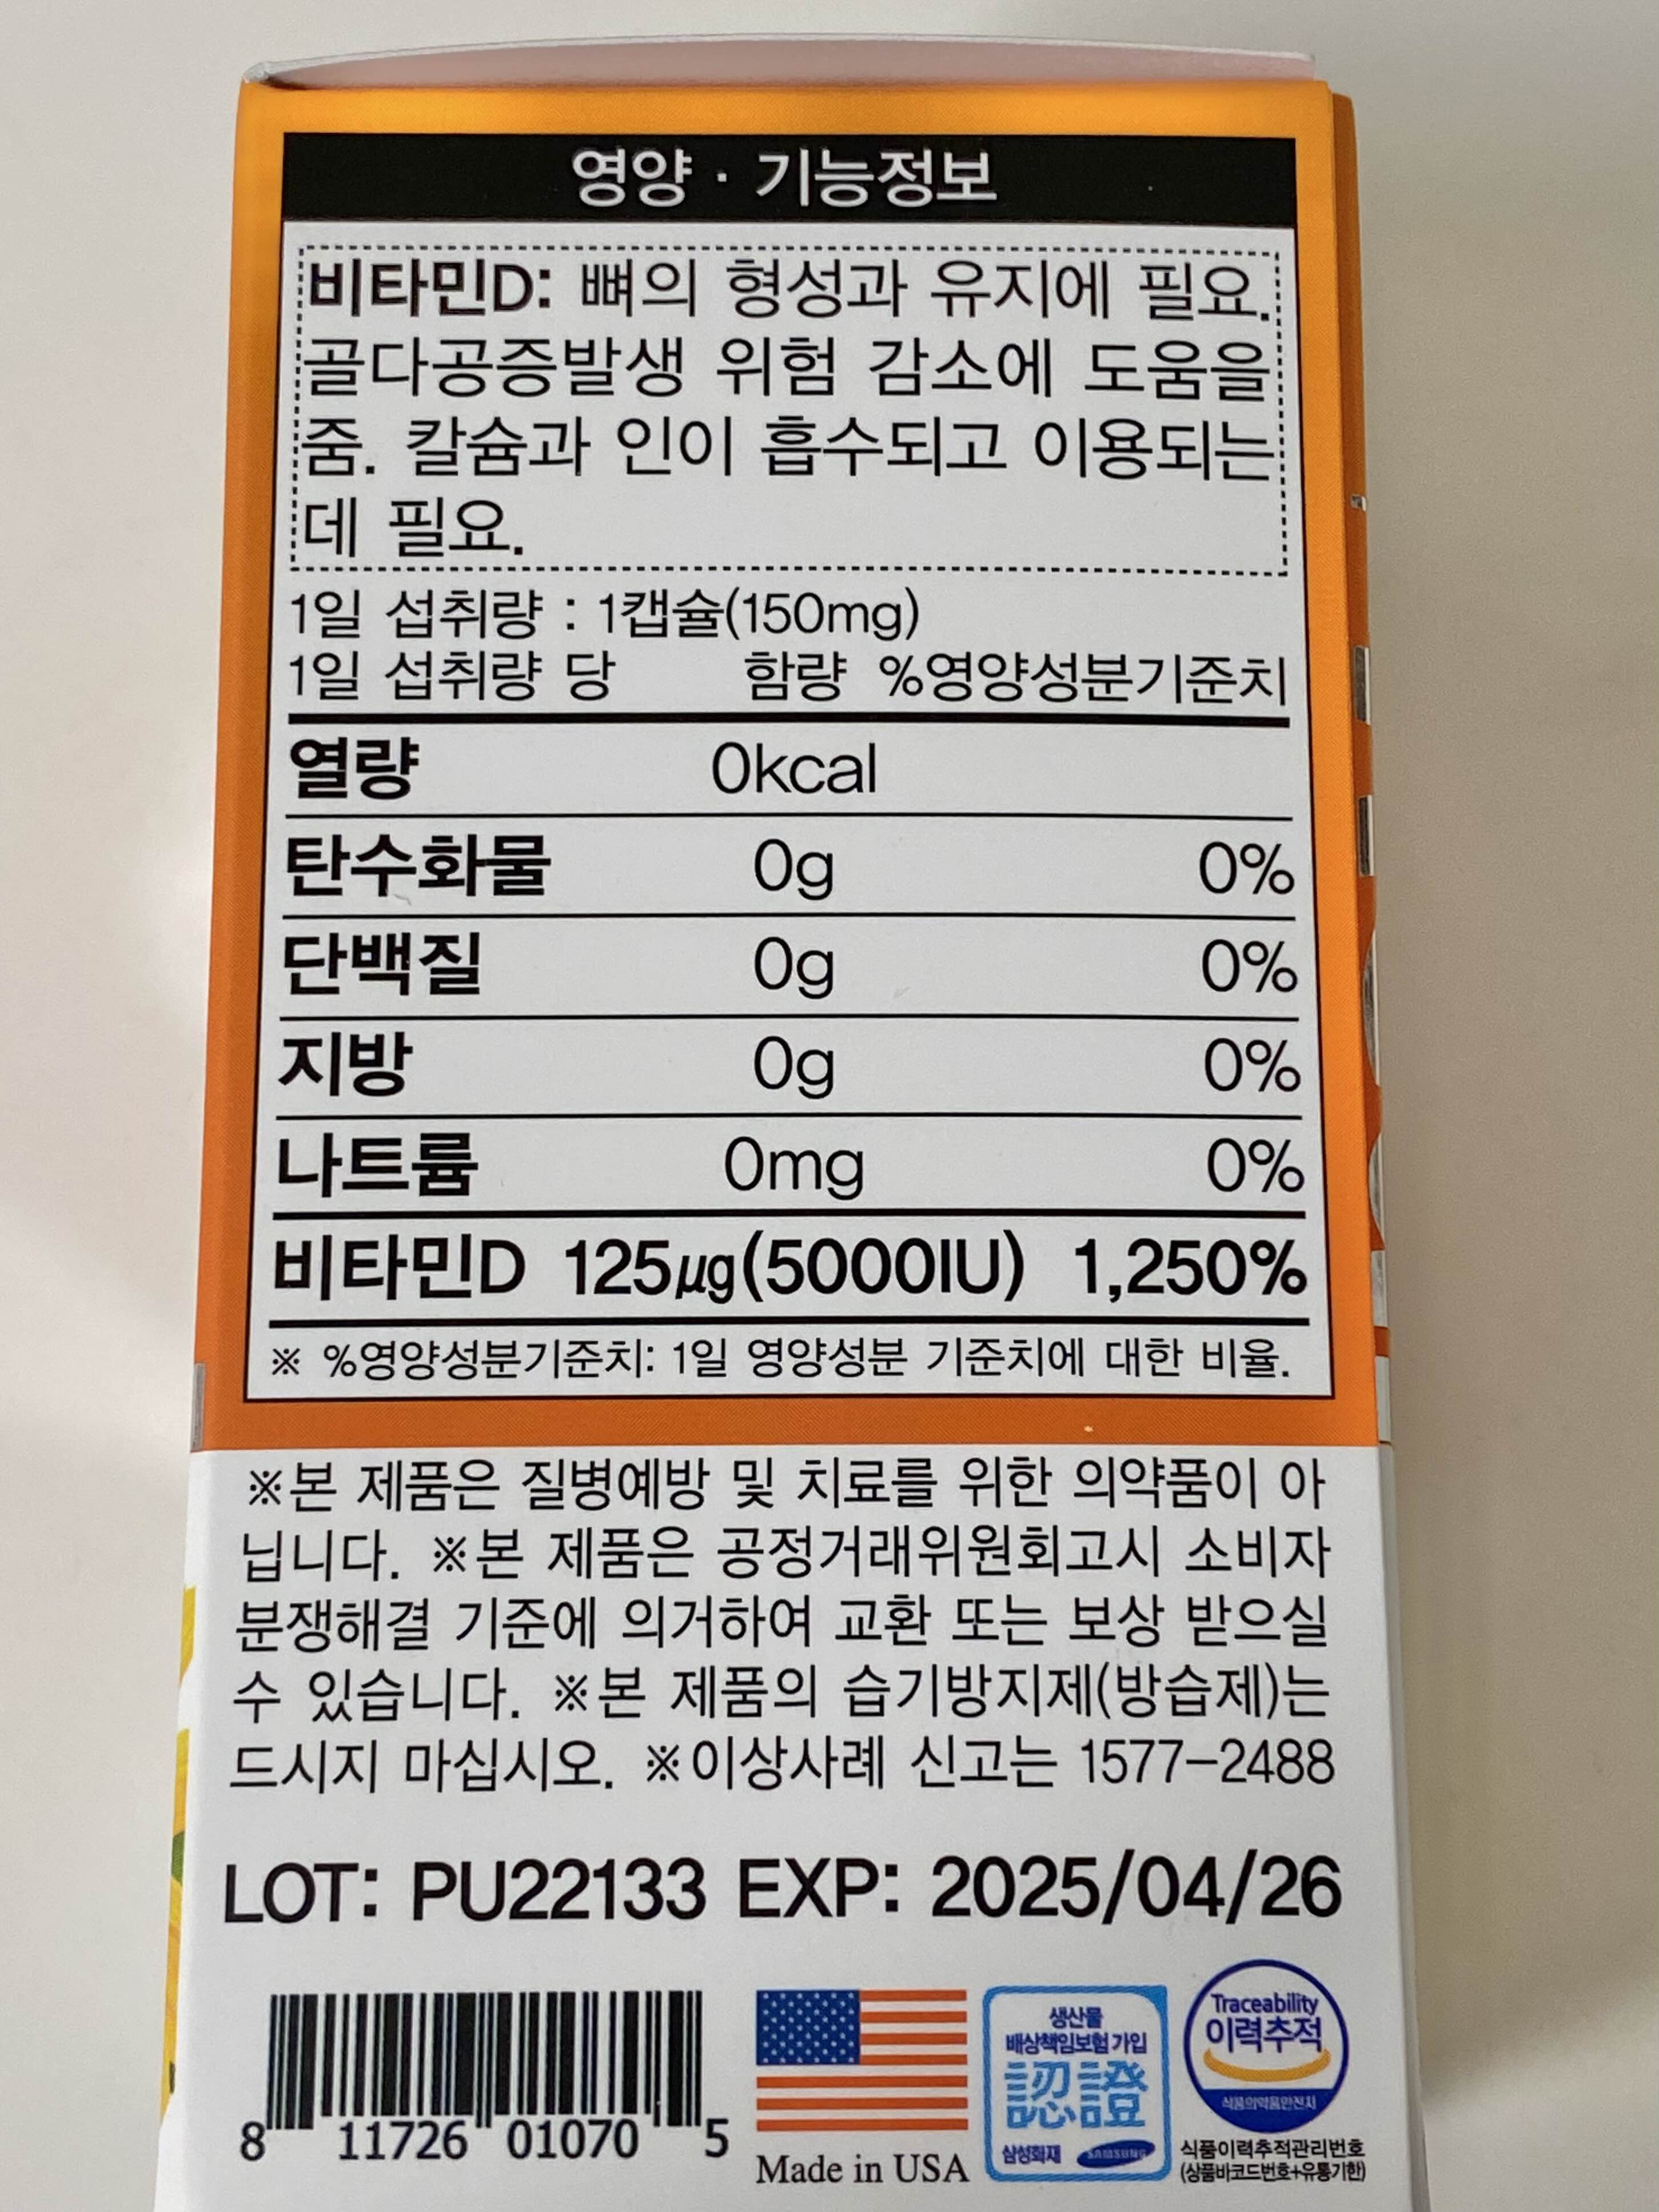 영양 · 기능정보
비타민D: 뼈의 형성과 유지에 필요.
골다공증발생 위험 감소에 도움을
줌. 칼슘과 인이 흡수되고 이용되는
데 필요.
1일 섭취량 : 1캡슐(150mg)
1일 섭취량 당 함량 %영양성분기준치
열량 0kcal
탄수화물 0g 0%
단백질 0g 0%
지방 0g 0%
나트륨 0mg 0%
비타민D 125μg(5000IU) 1,250%
※ %영양성분기준치: 1일 영양성분 기준치에 대한 비율.
※본 제품은 질병예방 및 치료를 위한 의약품이 아
닙니다. ※본 제품은 공정거래위원회고시 소비자
분쟁해결 기준에 의거하여 교환 또는 보상 받으실
수 있습니다. ※본 제품의 습기방지제(방습제)는
드시지 마십시오. ※이상사례 신고는 1577-2488
LOT: PU22133 EXP: 2025/04/26
8 11726 01070 5
Made in USA
생산물
배상책임보험 가입
認證
삼성화재 SAMSUNG
Traceability
이력추적
식품의약품안전처
식품이력추적관리번호
(상품바코드번호+유통기한)